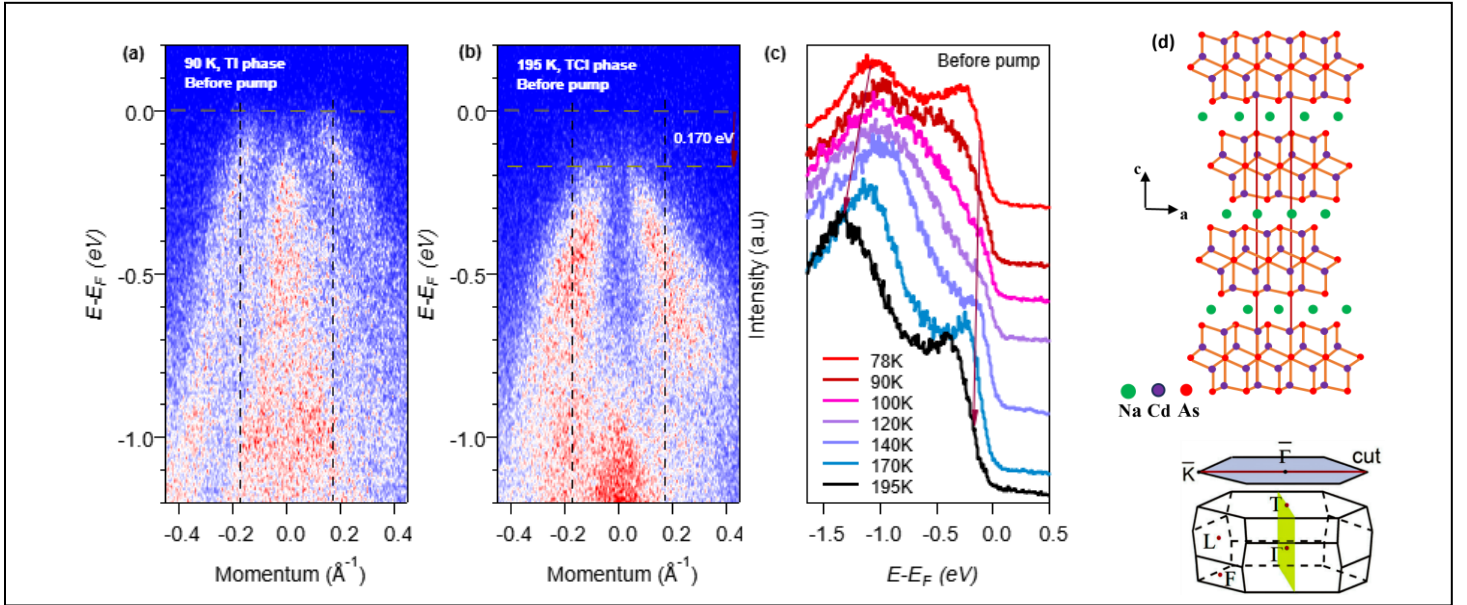 (a)
90 K, TI phase
Before pump
0.0
-0.5
-1.0
E-E_F (eV)
-0.4 -0.2 0.0 0.2 0.4
Momentum (Å⁻¹)
(b)
195 K, TCI phase
Before pump
0.170 eV
0.0
-0.5
-1.0
E-E_F (eV)
-0.4 -0.2 0.0 0.2 0.4
Momentum (Å⁻¹)
(c)
Before pump
Intensity (a.u)
78K
90K
100K
120K
140K
170K
195K
-1.5 -1.0 -0.5 0.0 0.5
E-E_F (eV)
(d)
c
a
Na Cd As
Γ̅
K̅
cut
T
Γ
L
F